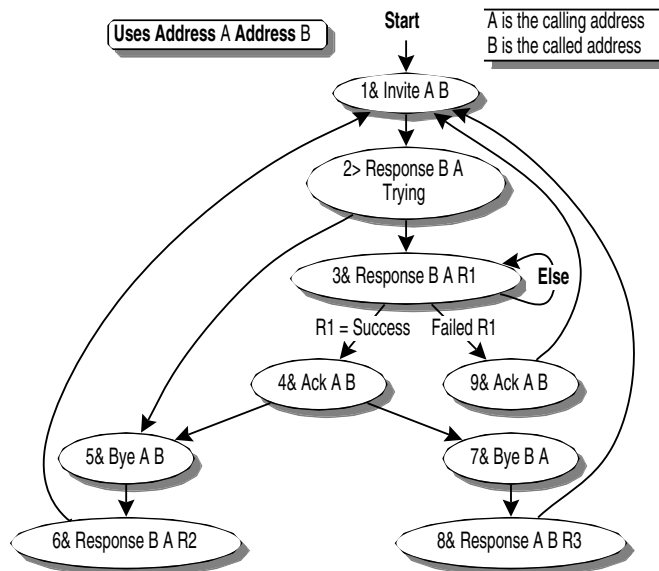 Uses Address A Address B
Start
A is the calling address
B is the called address
1& Invite A B
2> Response B A
Trying
3& Response B A R1
Else
R1 = Success
Failed R1
4& Ack A B
9& Ack A B
5& Bye A B
7& Bye B A
6& Response B A R2
8& Response A B R3